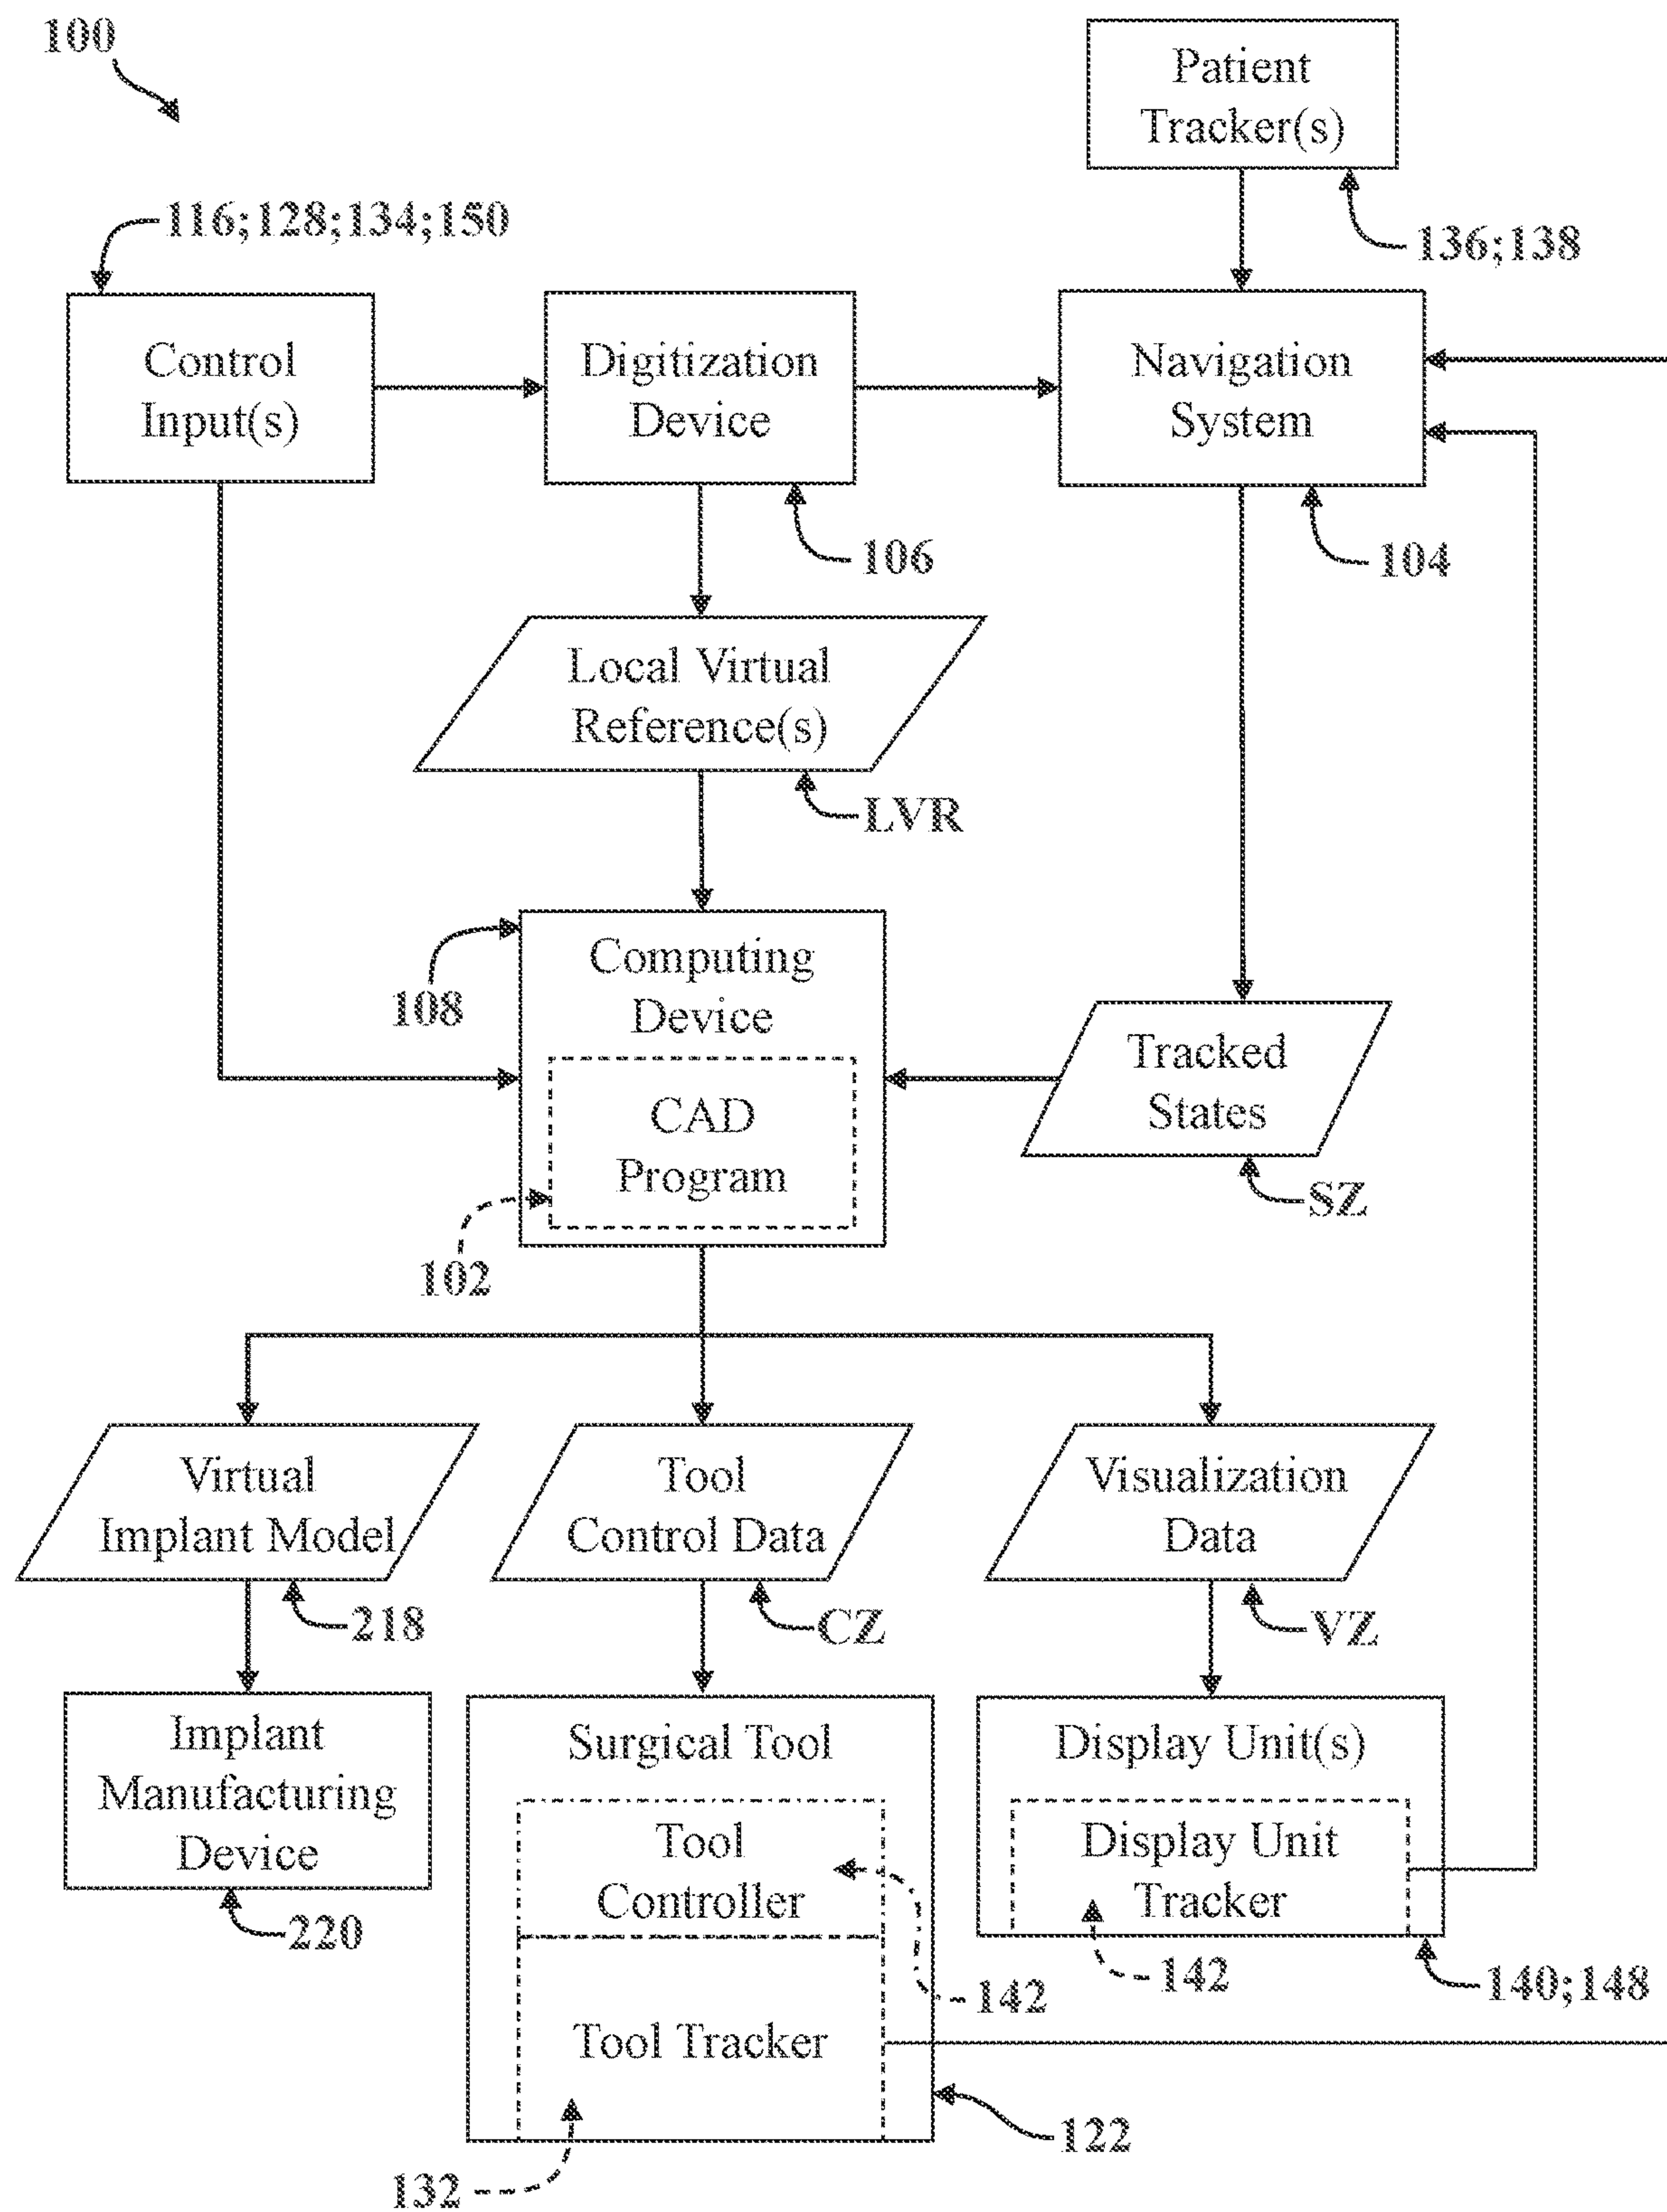 100
Patient
Tracker(s)
116;128;134;150
136;138
Control
Input(s)
Digitization
Device
Navigation
System
106
104
Local Virtual
Reference(s)
LVR
Computing
Device
108
CAD
Program
102
Tracked
States
SZ
Virtual
Implant Model
Tool
Control Data
Visualization
Data
218
CZ
VZ
Implant
Manufacturing
Device
220
Surgical Tool
Tool
Controller
142
Tool Tracker
132
122
Display Unit(s)
Display Unit
Tracker
142
140;148